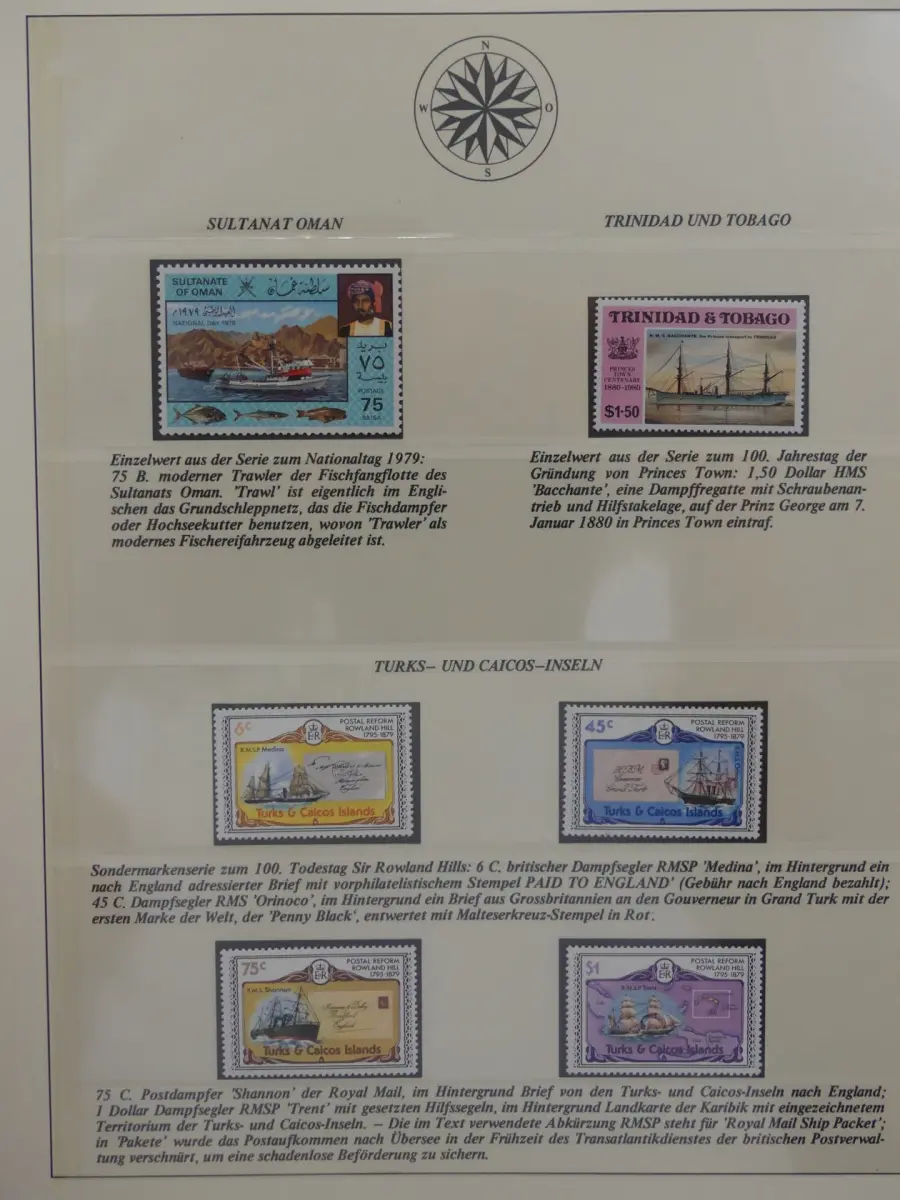 N
W O
S
SULTANAT OMAN
TRINIDAD UND TOBAGO
SULTANATE
OF OMAN
سلطنة عمان
NATIONAL DAY 1979
بريد
٧٥
بيسة
POSTAGE
75
BAISA
TRINIDAD & TOBAGO
H.M.S. BACCHANTE
PRINCES
TOWN
CENTENARY
1880-1980
$1·50
Einzelwert aus der Serie zum Nationaltag 1979:
75 B. moderner Trawler der Fischfangflotte des
Sultanats Oman. 'Trawl' ist eigentlich im Engli-
schen das Grundschleppnetz, das die Fischdampfer
oder Hochseekutter benutzen, wovon 'Trawler' als
modernes Fischereifahrzeug abgeleitet ist.
Einzelwert aus der Serie zum 100. Jahrestag der
Gründung von Princes Town: 1,50 Dollar HMS
'Bacchante', eine Dampffregatte mit Schraubenan-
trieb und Hilfstakelage, auf der Prinz George am 7.
Januar 1880 in Princes Town eintraf.
TURKS– UND CAICOS–INSELN
6c
POSTAL REFORM
ROWLAND HILL
1795-1879
R.M.S.P. Medina
Turks & Caicos Islands
45c
POSTAL REFORM
ROWLAND HILL
1795-1879
Grand Turk
Turks & Caicos Islands
Sondermarkenserie zum 100. Todestag Sir Rowland Hills: 6 C. britischer Dampfsegler RMSP 'Medina', im Hintergrund ein
nach England adressierter Brief mit vorphilatelistischem Stempel PAID TO ENGLAND' (Gebühr nach England bezahlt);
45 C. Dampfsegler RMS 'Orinoco', im Hintergrund ein Brief aus Grossbritannien an den Gouverneur in Grand Turk mit der
ersten Marke der Welt, der 'Penny Black', entwertet mit Malteserkreuz-Stempel in Rot.
75c
POSTAL REFORM
ROWLAND HILL
1795-1879
R.M.S. Shannon
England
Turks & Caicos Islands
$1
POSTAL REFORM
ROWLAND HILL
1795-1879
R.M.S.P. Trent
Turks & Caicos Islands
75 C. Postdampfer 'Shannon' der Royal Mail, im Hintergrund Brief von den Turks- und Caicos-Inseln nach England;
1 Dollar Dampfsegler RMSP 'Trent' mit gesetzten Hilfssegeln, im Hintergrund Landkarte der Karibik mit eingezeichnetem
Territorium der Turks- und Caicos-Inseln. – Die im Text verwendete Abkürzung RMSP steht für 'Royal Mail Ship Packet';
in 'Pakete' wurde das Postaufkommen nach Übersee in der Frühzeit des Transatlantikdienstes der britischen Postverwal-
tung verschnürt, um eine schadenlose Beförderung zu sichern.